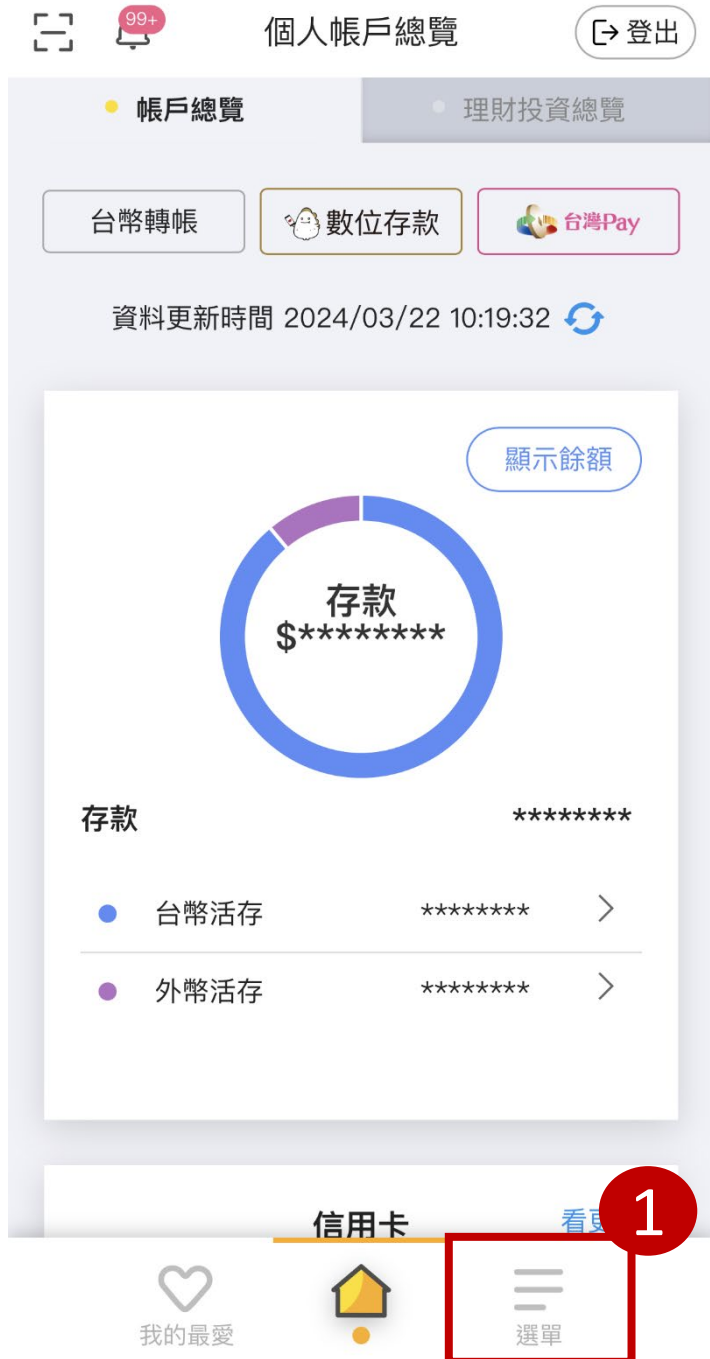 99+
個人帳戶總覽
登出
帳戶總覽
理財投資總覽
台幣轉帳
數位存款
台灣Pay
資料更新時間 2024/03/22 10:19:32
顯示餘額
存款
$********
存款 ********
台幣活存 ********
外幣活存 ********
信用卡
看
1
我的最愛
選單